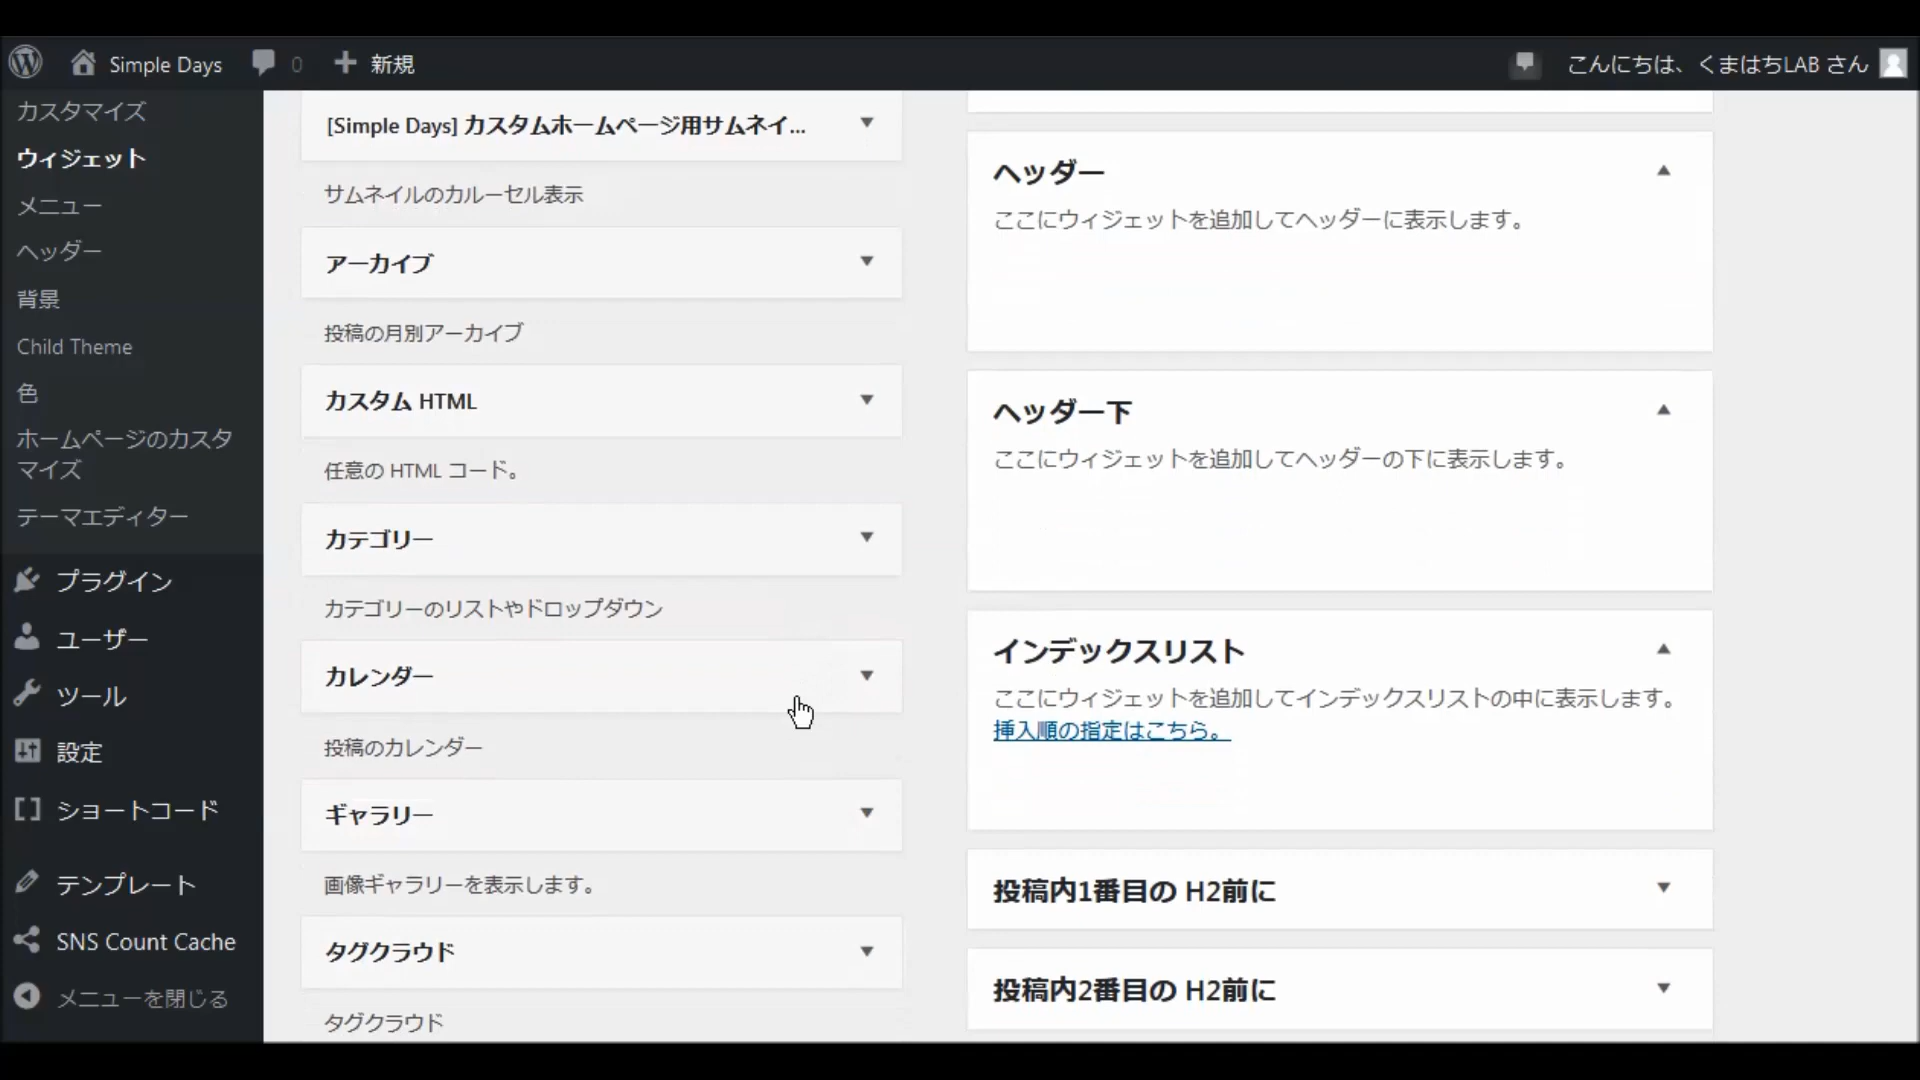 Simple Days
0
新規
こんにちは、くまはちLAB さん
カスタマイズ
ウィジェット
メニュー
ヘッダー
背景
Child Theme
色
ホームページのカスタ
マイズ
テーマエディター
プラグイン
ユーザー
ツール
設定
ショートコード
テンプレート
SNS Count Cache
メニューを閉じる
[Simple Days] カスタムホームページ用サムネイ...
サムネイルのカルーセル表示
アーカイブ
投稿の月別アーカイブ
カスタム HTML
任意の HTML コード。
カテゴリー
カテゴリーのリストやドロップダウン
カレンダー
投稿のカレンダー
ギャラリー
画像ギャラリーを表示します。
タグクラウド
タグクラウド
ヘッダー
ここにウィジェットを追加してヘッダーに表示します。
ヘッダー下
ここにウィジェットを追加してヘッダーの下に表示します。
インデックスリスト
ここにウィジェットを追加してインデックスリストの中に表示します。
挿入順の指定はこちら。
投稿内1番目の H2前に
投稿内2番目の H2前に